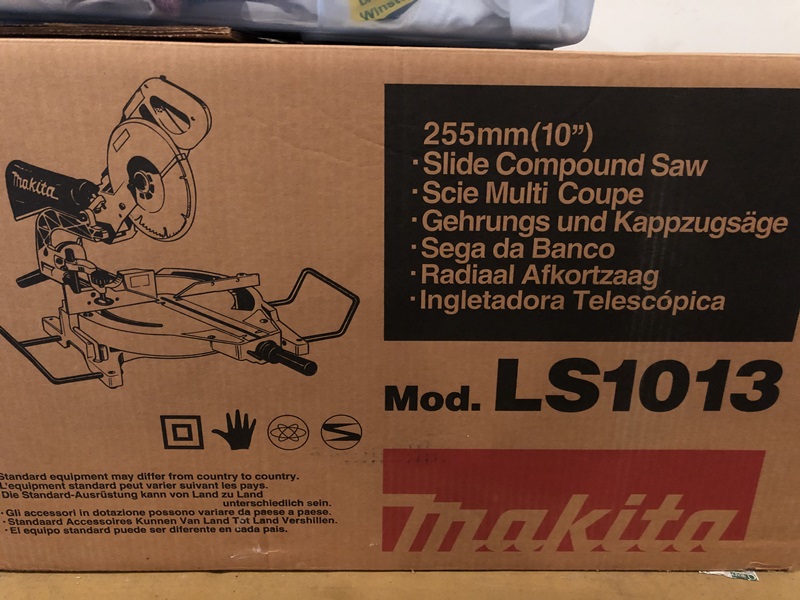 Winst
Makita
255mm(10”)
· Slide Compound Saw
· Scie Multi Coupe
· Gehrungs und Kappzugsäge
· Sega da Banco
· Radiaal Afkortzaag
· Ingletadora Telescópica
Mod. LS1013
Standard equipment may differ from country to country.
L'equipment standard peut varier suivant les pays.
· Die Standard-Ausrüstung kann von Land zu Land
unterschiedlich sein.
· Gli accessori in dotazione possono variare da paese a paese.
· Standaard Accessoires Kunnen Van Land Tot Land Vershillen.
· El equipo standard puede ser diferente en cada pais.
makita